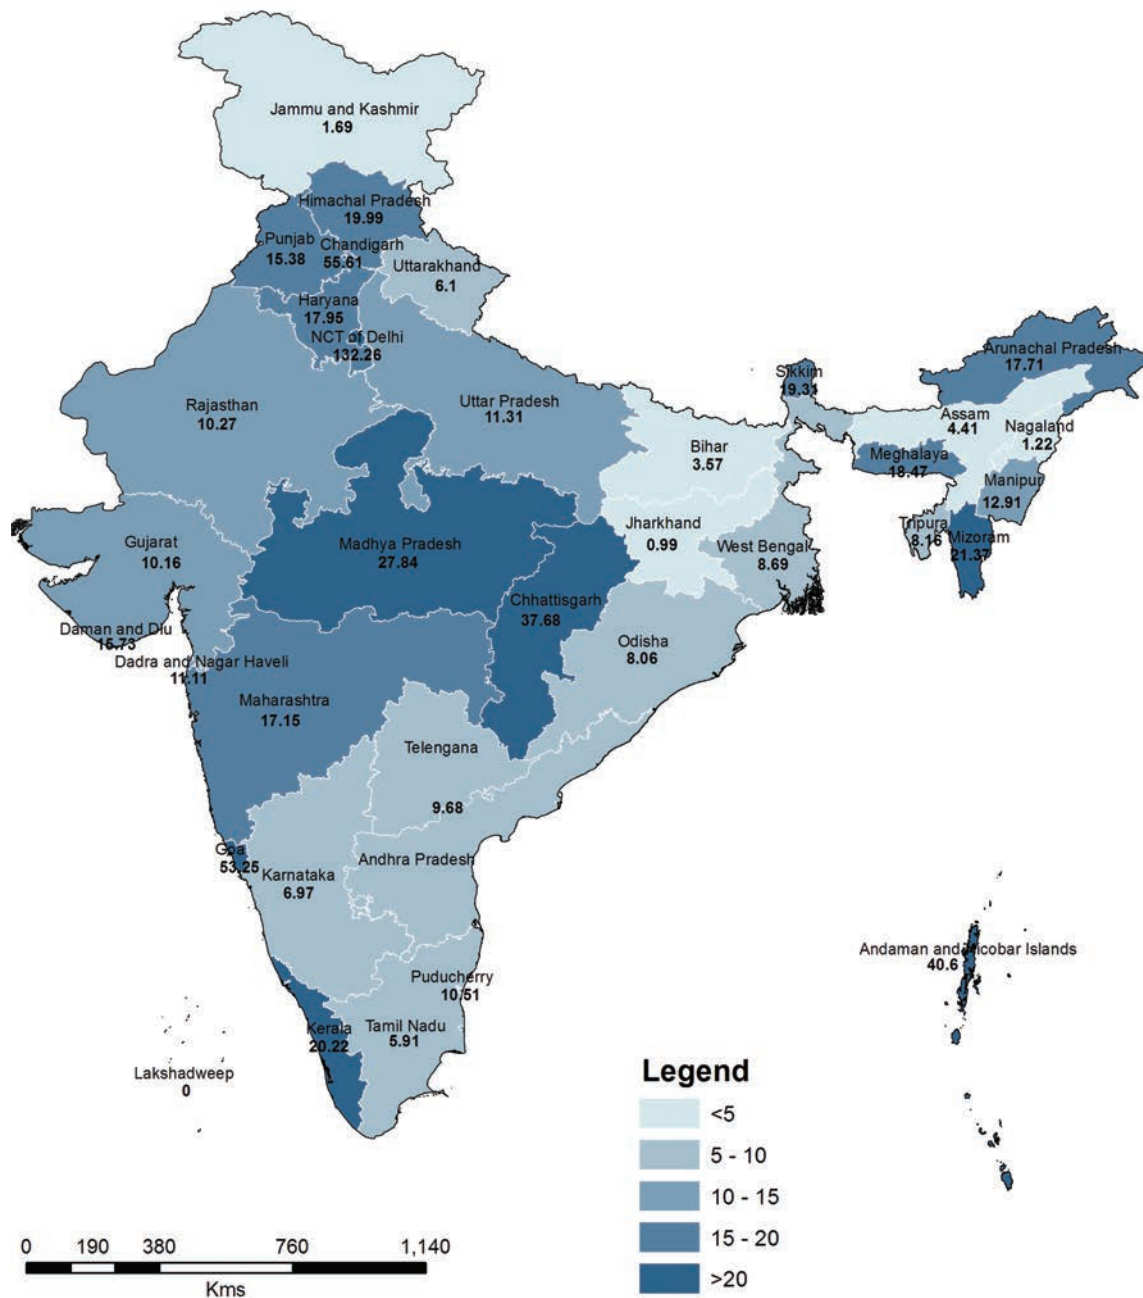 Jammu and Kashmir
1.69
Himachal Pradesh
19.99
Punjab
15.38
Chandigarh
55.61
Uttarakhand
6.1
Haryana
17.95
NCT of Delhi
132.26
Rajasthan
10.27
Uttar Pradesh
11.31
Bihar
3.57
Sikkim
19.31
Arunachal Pradesh
17.71
Assam
4.41
Nagaland
1.22
Meghalaya
18.47
Manipur
12.91
Tripura
8.16
Mizoram
21.37
Jharkhand
0.99
West Bengal
8.69
Gujarat
10.16
Madhya Pradesh
27.84
Chhattisgarh
37.68
Odisha
8.06
Daman and Diu
15.73
Dadra and Nagar Haveli
11.11
Maharashtra
17.15
Telengana
9.68
Andhra Pradesh
Goa
53.25
Karnataka
6.97
Puducherry
10.51
Tamil Nadu
5.91
Kerala
20.22
Lakshadweep
0
Andaman and Nicobar Islands
40.6
Legend
<5
5 - 10
10 - 15
15 - 20
>20
0 190 380 760 1,140
Kms